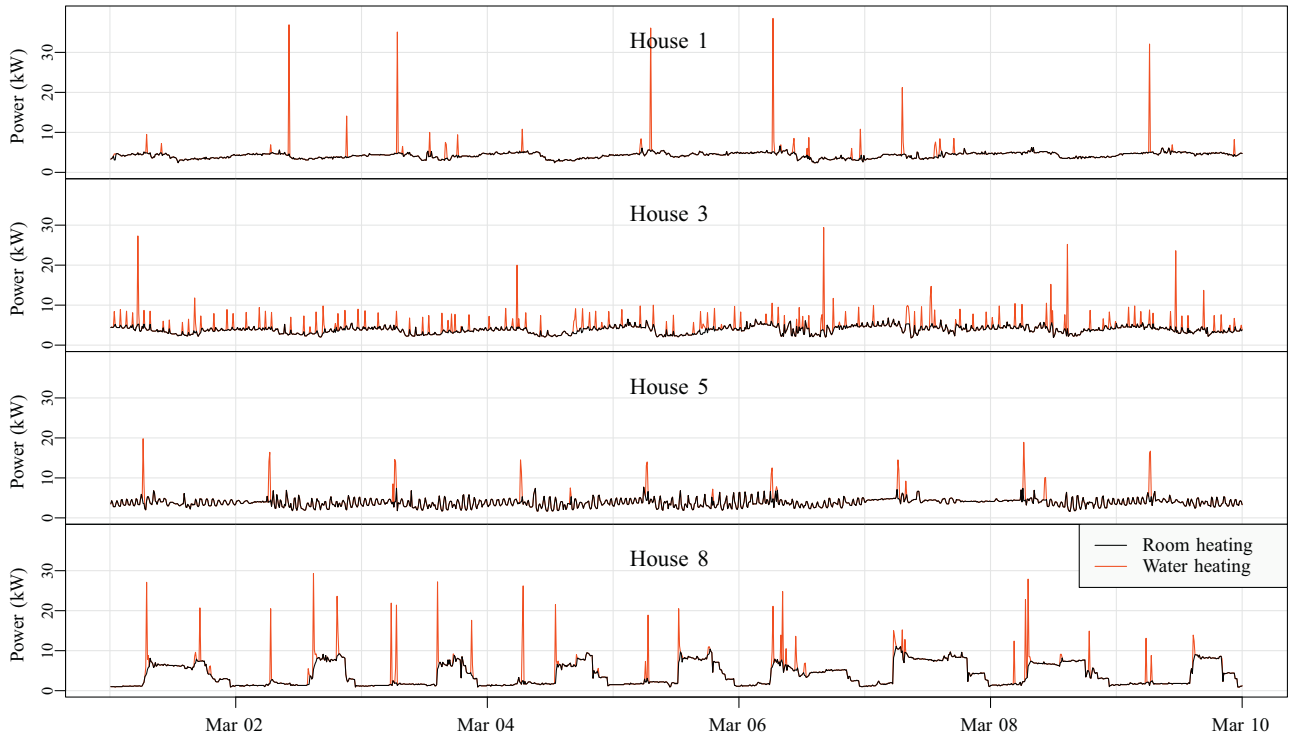 House 1
Power (kW)
0 10 20 30
House 3
Power (kW)
0 10 20 30
House 5
Power (kW)
0 10 20 30
House 8
Power (kW)
0 10 20 30
Room heating
Water heating
Mar 02 Mar 04 Mar 06 Mar 08 Mar 10